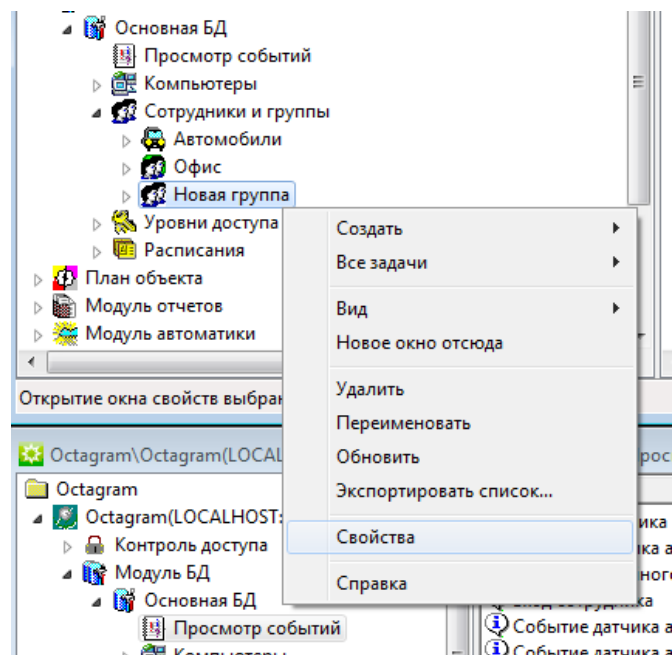 Основная БД
Просмотр событий
Компьютеры
Сотрудники и группы
Автомобили
Офис
Новая группа
Уровни доступа
Расписания
План объекта
Модуль отчетов
Модуль автоматики
Создать
Все задачи
Вид
Новое окно отсюда
Удалить
Переименовать
Обновить
Экспортировать список...
Свойства
Справка
Открытие окна свойств выбран
Octagram\Octagram(LOCAL
Octagram
Octagram(LOCALHOST:
Контроль доступа
Модуль БД
Основная БД
Просмотр событий
Компьютеры
Событие датчика а
Событие датчика а